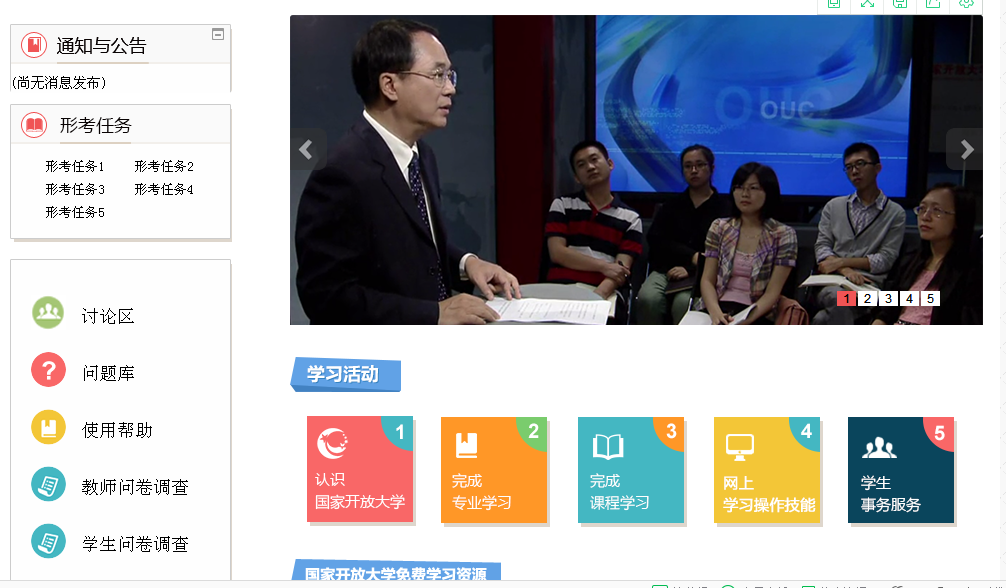 通知与公告
(尚无消息发布)
形考任务
形考任务1 形考任务2
形考任务3 形考任务4
形考任务5
讨论区
问题库
使用帮助
教师问卷调查
学生问卷调查
OUC
OUC
1 2 3 4 5
学习活动
1
认识
国家开放大学
2
完成
专业学习
3
完成
课程学习
4
网上
学习操作技能
5
学生
事务服务
国家开放大学免费学习资源